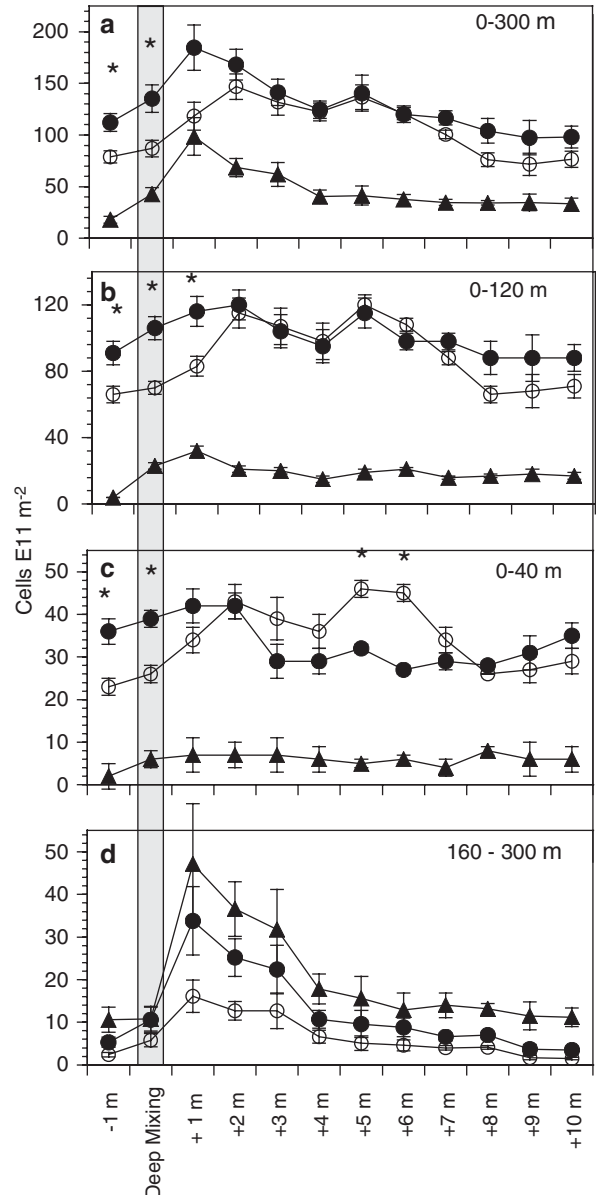 a
0-300 m
*
*
200
150
100
50
0
b
0-120 m
*
*
*
120
80
40
0
Cells E11 m-2
c
0-40 m
*
*
*
*
50
40
30
20
10
0
d
160 - 300 m
50
40
30
20
10
0
-1 m
Deep Mixing
+ 1 m
+2 m
+3 m
+4 m
+5 m
+6 m
+7 m
+8 m
+9 m
+10 m